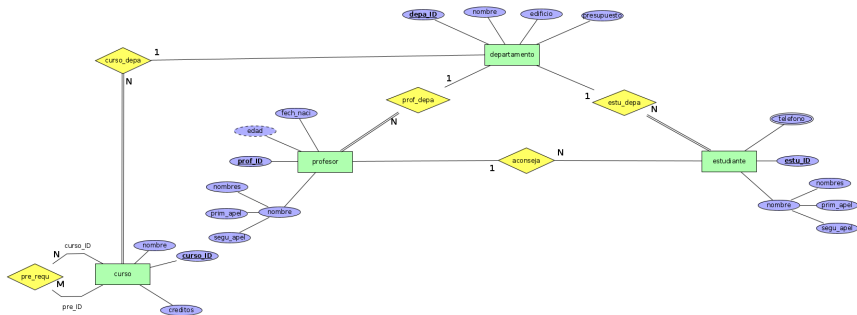 depa_ID
nombre
edificio
presupuesto
curso_depa
1
departamento
N
1
prof_depa
N
1
estu_depa
N
fech_naci
edad
telefono
prof_ID
profesor
1
aconseja
N
estudiante
estu_ID
nombres
prim_apel
segu_apel
nombre
nombre
nombres
prim_apel
segu_apel
curso_ID
N
pre_requ
M
pre_ID
curso
nombre
curso_ID
creditos